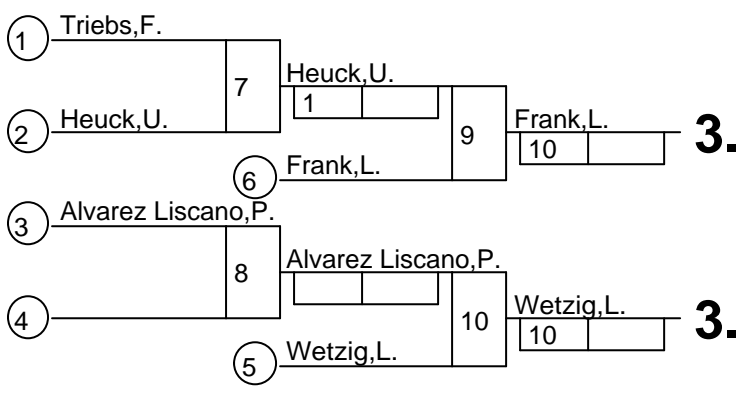 1 Triebs,F.
7 Heuck,U.
1
2 Heuck,U.
9 Frank,L. 3.
10
6 Frank,L.
3 Alvarez Liscano,P.
8 Alvarez Liscano,P.
4
10 Wetzig,L. 3.
10
5 Wetzig,L.